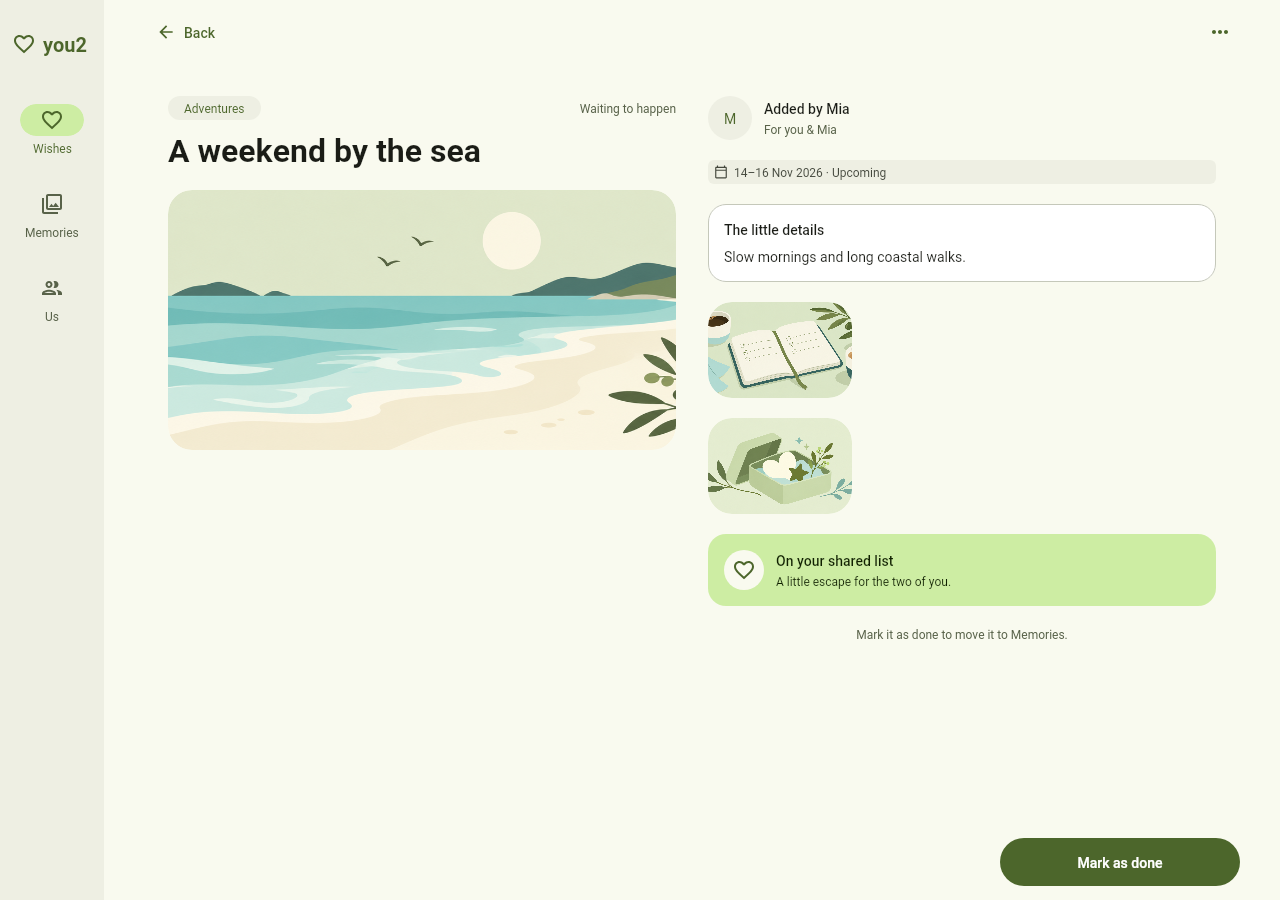 you2
Wishes
Memories
Us
Back
Adventures
Waiting to happen
A weekend by the sea
M
Added by Mia
For you & Mia
14–16 Nov 2026 · Upcoming
The little details
Slow mornings and long coastal walks.
On your shared list
A little escape for the two of you.
Mark it as done to move it to Memories.
Mark as done